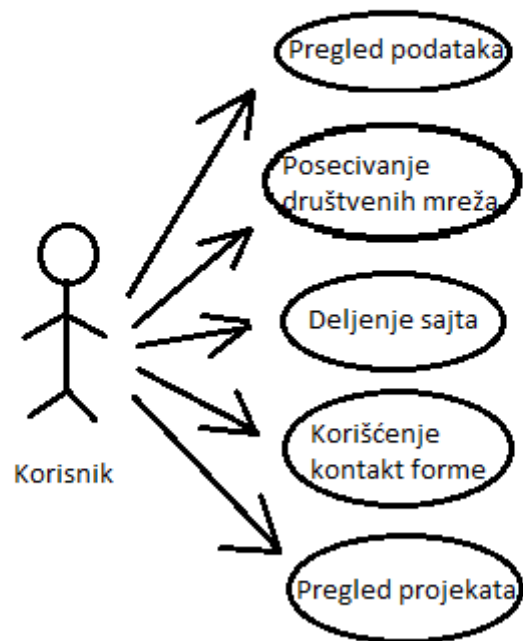 Pregled podataka
Posecivanje
društvenih mreža
Deljenje sajta
Korišćenje
kontakt forme
Korisnik
Pregled projekata